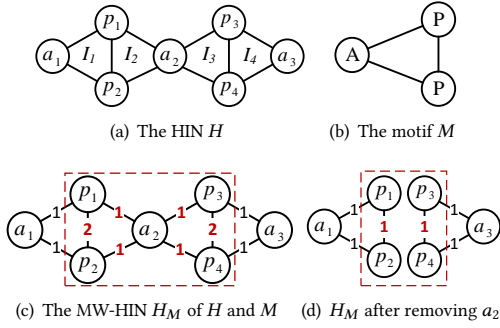 p₁ p₃ P
a₁ I₁ I₂ a₂ I₃ I₄ a₃ A
p₂ p₄ P
(a) The HIN H (b) The motif M
p₁ p₃ p₁ p₃
1 1 1 1 1 1
a₁ 2 a₂ 2 a₃ a₁ 1 1 a₃
1 1 1 1 1 1
p₂ p₄ p₂ p₄
(c) The MW-HIN H_M of H and M (d) H_M after removing a₂